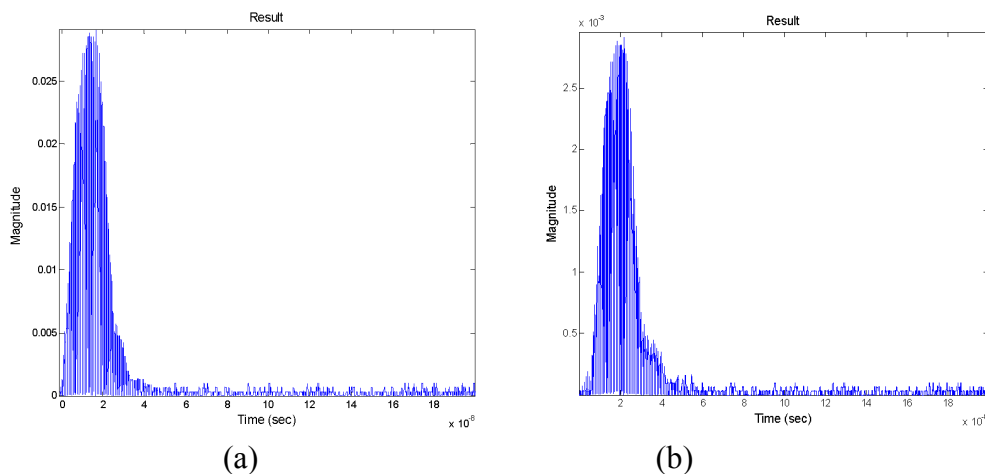 Result
0.025
0.02
0.015
0.01
0.005
0
Magnitude
0 2 4 6 8 10 12 14 16 18
Time (sec)
x 10⁻⁸
(a)
x 10⁻³
Result
2.5
2
1.5
1
0.5
Magnitude
2 4 6 8 10 12 14 16 18
Time (sec)
(b)